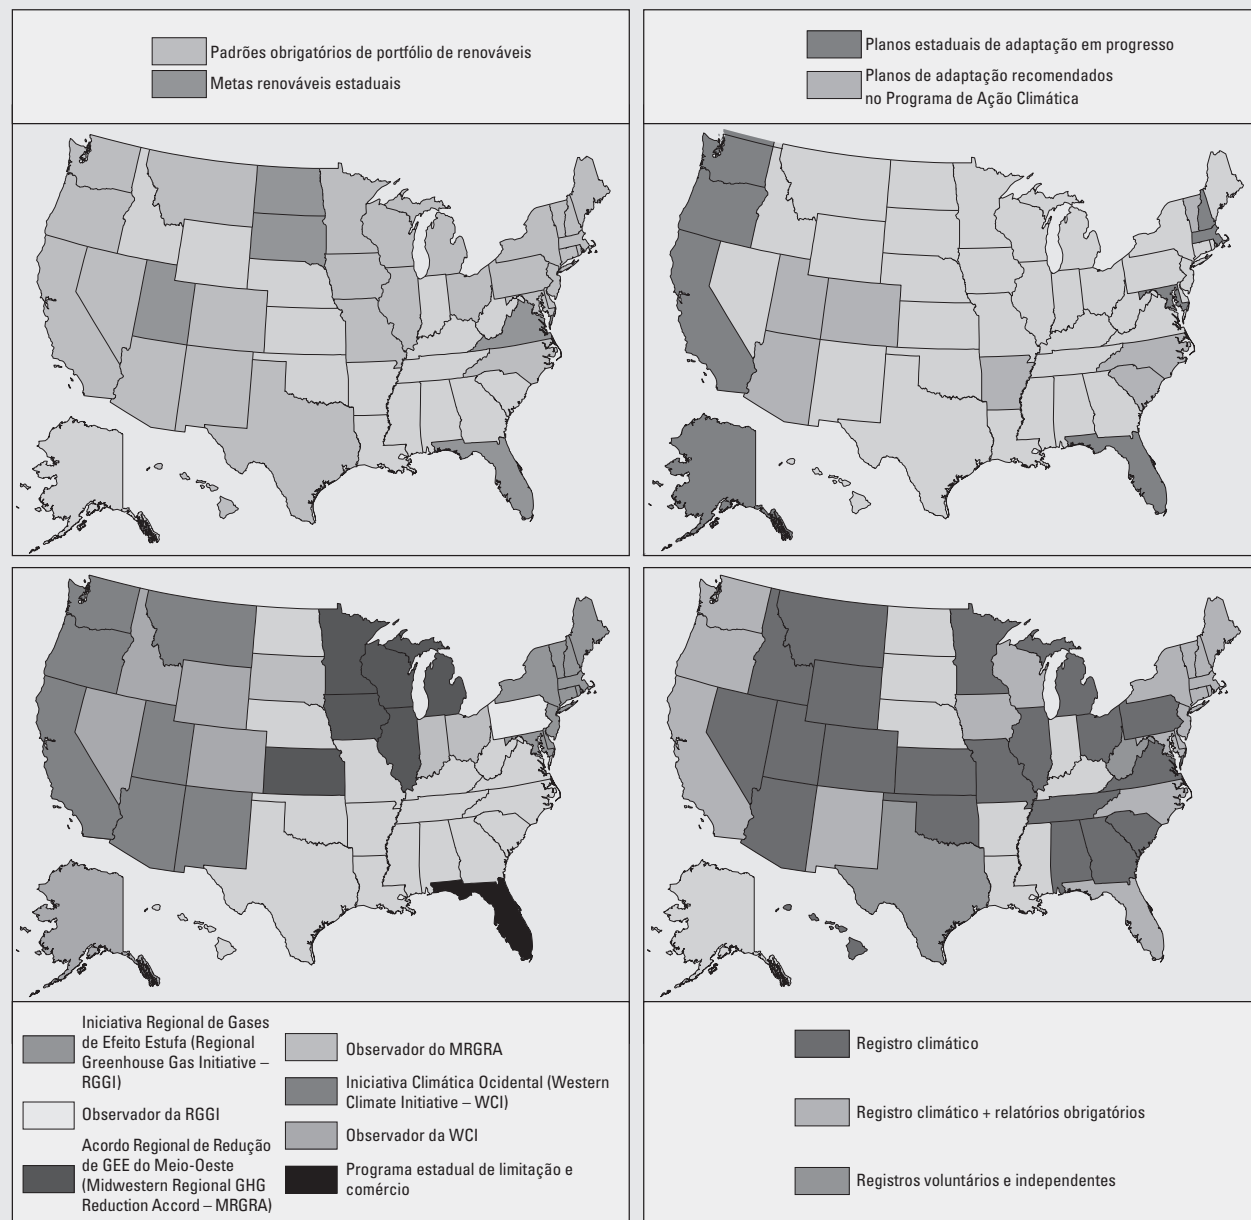 Padrões obrigatórios de portfólio de renováveis
Metas renováveis estaduais
Planos estaduais de adaptação em progresso
Planos de adaptação recomendados
no Programa de Ação Climática
Iniciativa Regional de Gases
de Efeito Estufa (Regional
Greenhouse Gas Initiative –
RGGI)
Observador da RGGI
Acordo Regional de Redução
de GEE do Meio-Oeste
(Midwestern Regional GHG
Reduction Accord – MRGRA)
Observador do MRGRA
Iniciativa Climática Ocidental (Western
Climate Initiative – WCI)
Observador da WCI
Programa estadual de limitação e
comércio
Registro climático
Registro climático + relatórios obrigatórios
Registros voluntários e independentes